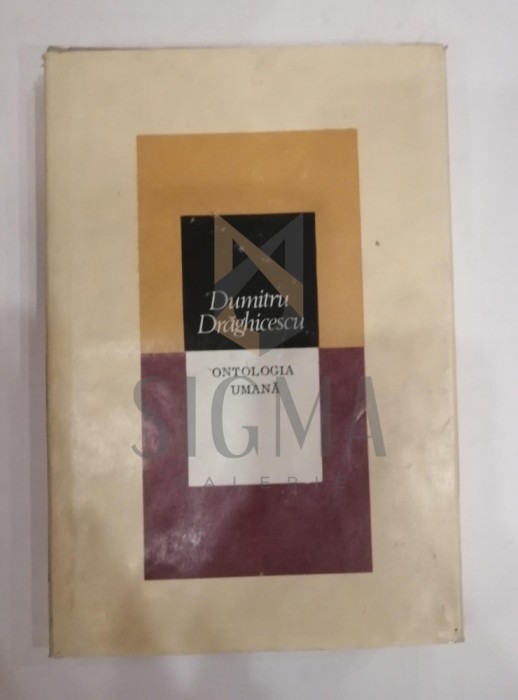 Dumitru
Drăghicescu
ONTOLOGIA
UMANĂ
SIGMA